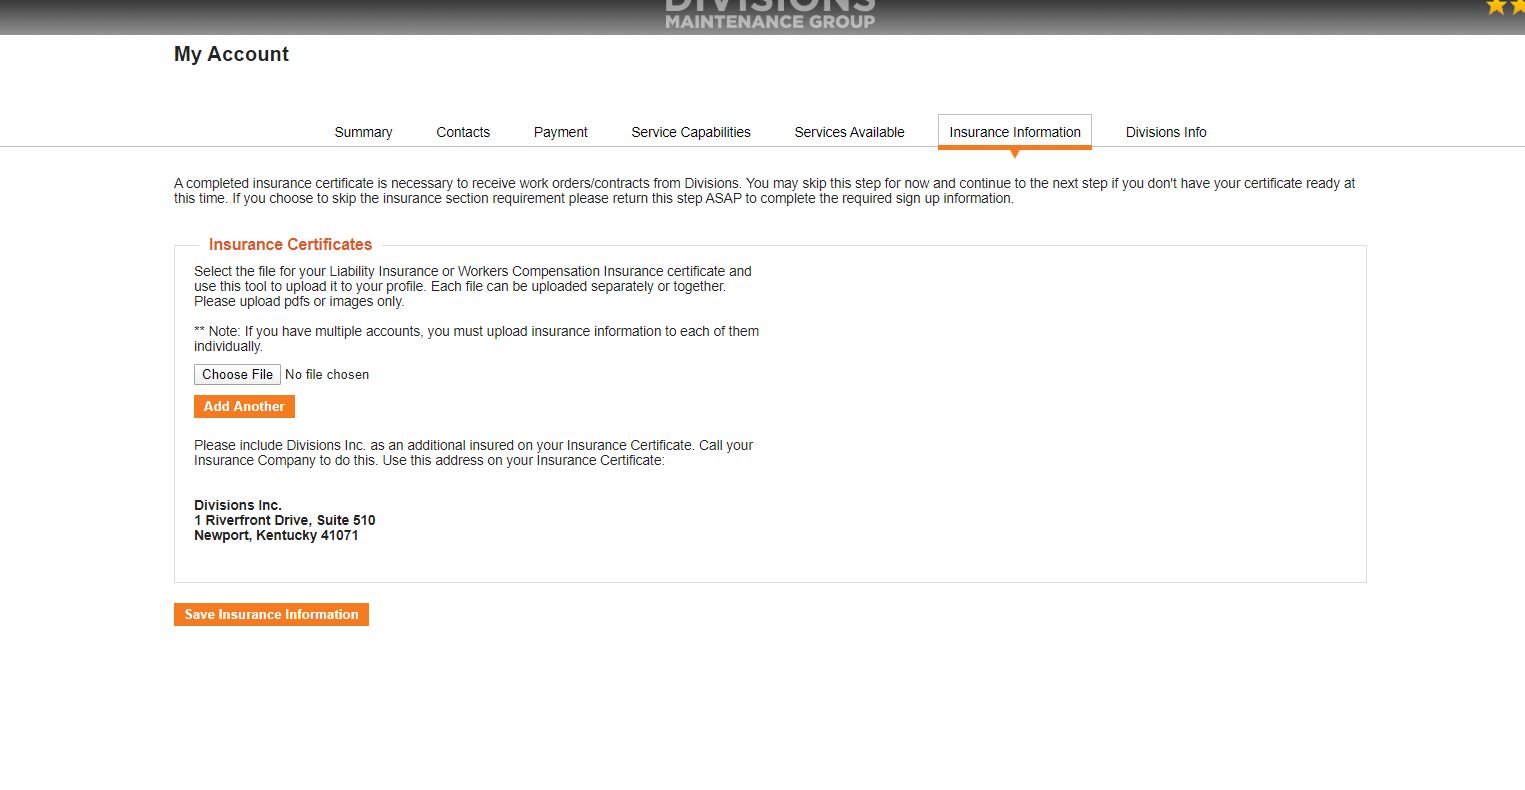 DIVISIONS
MAINTENANCE GROUP
My Account
Summary
Contacts
Payment
Service Capabilities
Services Available
Insurance Information
Divisions Info
A completed insurance certificate is necessary to receive work orders/contracts from Divisions. You may skip this step for now and continue to the next step if you don't have your certificate ready at
this time. If you choose to skip the insurance section requirement please return this step ASAP to complete the required sign up information.
Insurance Certificates
Select the file for your Liability Insurance or Workers Compensation Insurance certificate and
use this tool to upload it to your profile. Each file can be uploaded separately or together.
Please upload pdfs or images only.
** Note: If you have multiple accounts, you must upload insurance information to each of them
individually.
Choose File No file chosen
Add Another
Please include Divisions Inc. as an additional insured on your Insurance Certificate. Call your
Insurance Company to do this. Use this address on your Insurance Certificate:
Divisions Inc.
1 Riverfront Drive, Suite 510
Newport, Kentucky 41071
Save Insurance Information